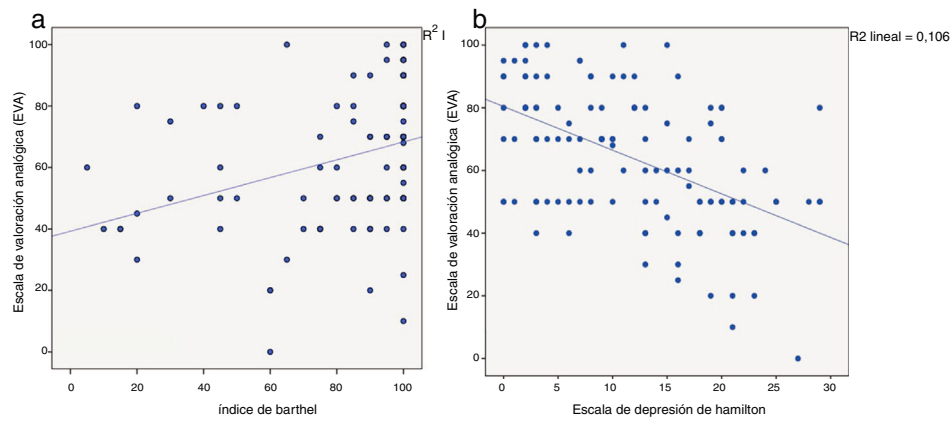 a
R² l
Escala de valoración analógica (EVA)
100
80
60
40
20
0
0 20 40 60 80 100
índice de barthel
b
R2 lineal = 0,106
Escala de valoración analógica (EVA)
100
80
60
40
20
0
0 5 10 15 20 25 30
Escala de depresión de hamilton